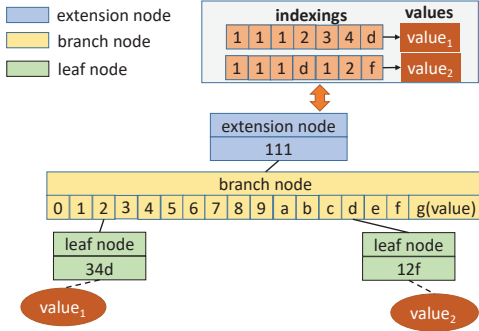 extension node
branch node
leaf node
indexings values
1 1 1 2 3 4 d value₁
1 1 1 d 1 2 f value₂
extension node
111
branch node
0 1 2 3 4 5 6 7 8 9 a b c d e f g(value)
leaf node leaf node
34d 12f
value₁ value₂